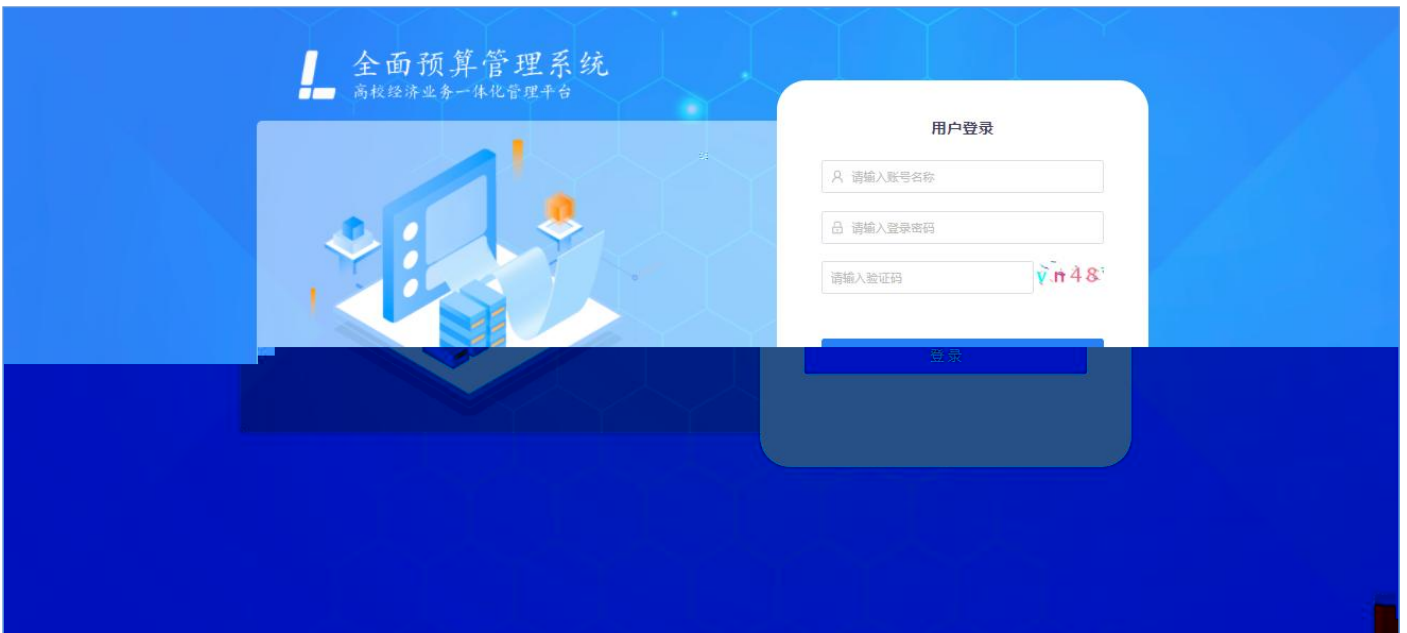 全面预算管理系统
高校经济业务一体化管理平台
用户登录
请输入账号名称
请输入登录密码
请输入验证码
登录